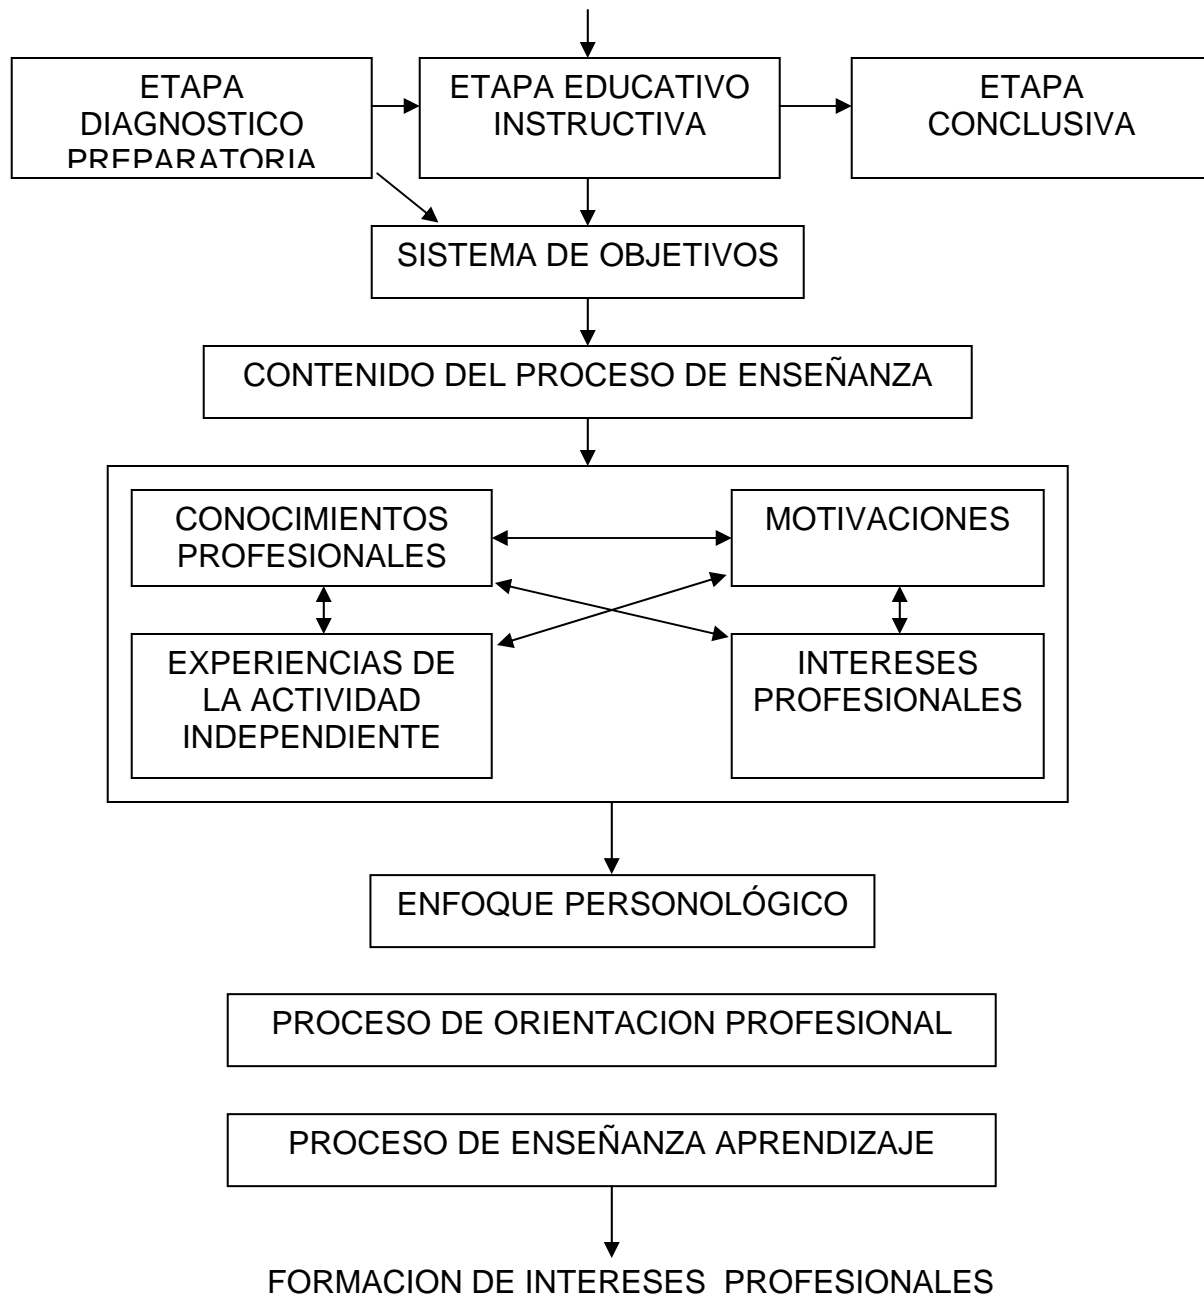 ETAPA
DIAGNOSTICO
PREPARATORIA
ETAPA EDUCATIVO
INSTRUCTIVA
ETAPA
CONCLUSIVA
SISTEMA DE OBJETIVOS
CONTENIDO DEL PROCESO DE ENSEÑANZA
CONOCIMIENTOS
PROFESIONALES
MOTIVACIONES
EXPERIENCIAS DE
LA ACTIVIDAD
INDEPENDIENTE
INTERESES
PROFESIONALES
ENFOQUE PERSONOLÓGICO
PROCESO DE ORIENTACION PROFESIONAL
PROCESO DE ENSEÑANZA APRENDIZAJE
FORMACION DE INTERESES PROFESIONALES